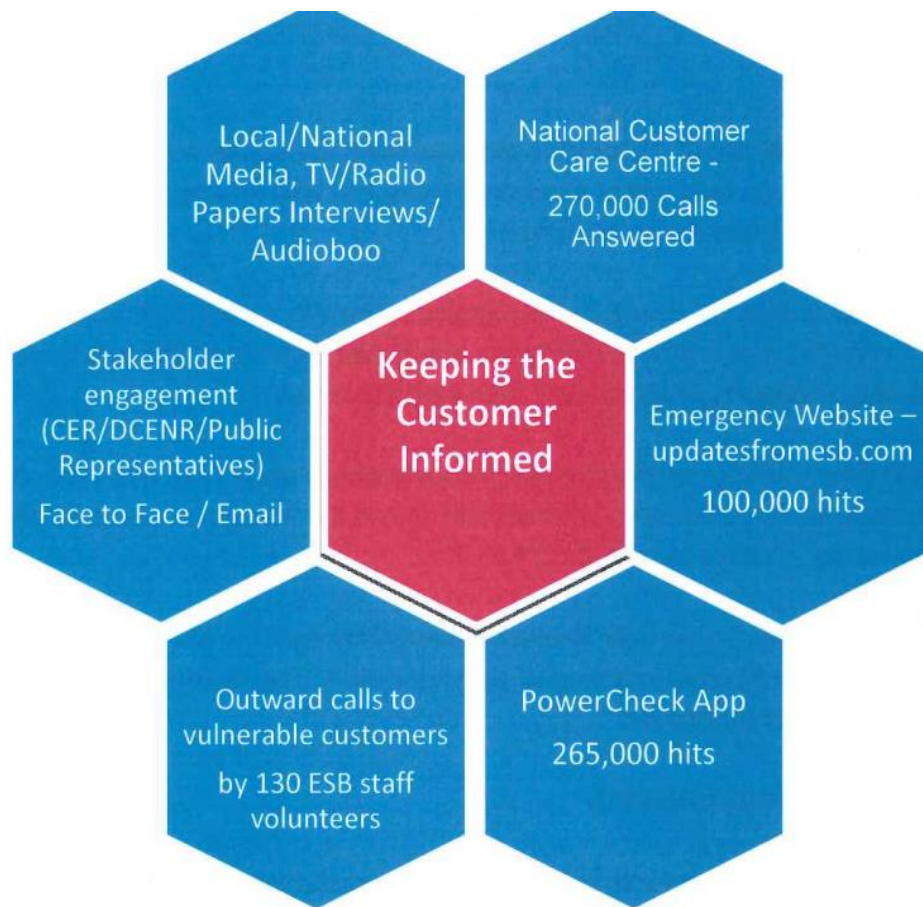 Local/National
Media, TV/Radio
Papers Interviews/
Audioboo
National Customer
Care Centre -
270,000 Calls
Answered
Stakeholder
engagement
(CER/DCENR/Public
Representatives)
Face to Face / Email
Keeping the
Customer
Informed
Emergency Website –
updatesfromesb.com
100,000 hits
Outward calls to
vulnerable customers
by 130 ESB staff
volunteers
PowerCheck App
265,000 hits